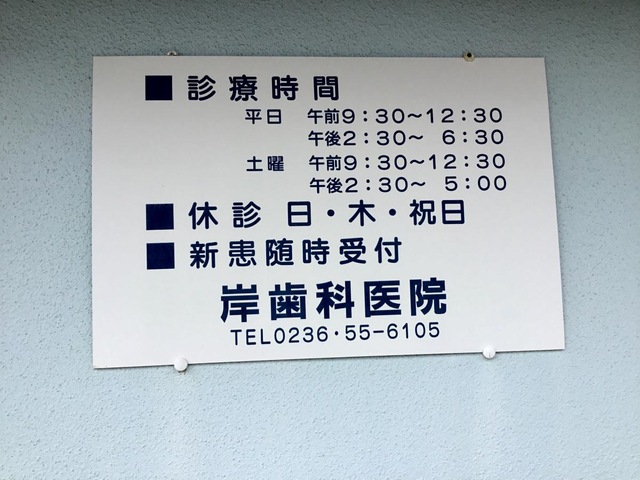 ■ 診療時間
平日 午前9:30〜12:30
午後2:30〜 6:30
土曜 午前9:30〜12:30
午後2:30〜 5:00
■ 休診 日・木・祝日
■ 新患随時受付
岸歯科医院
TEL0236・55-6105